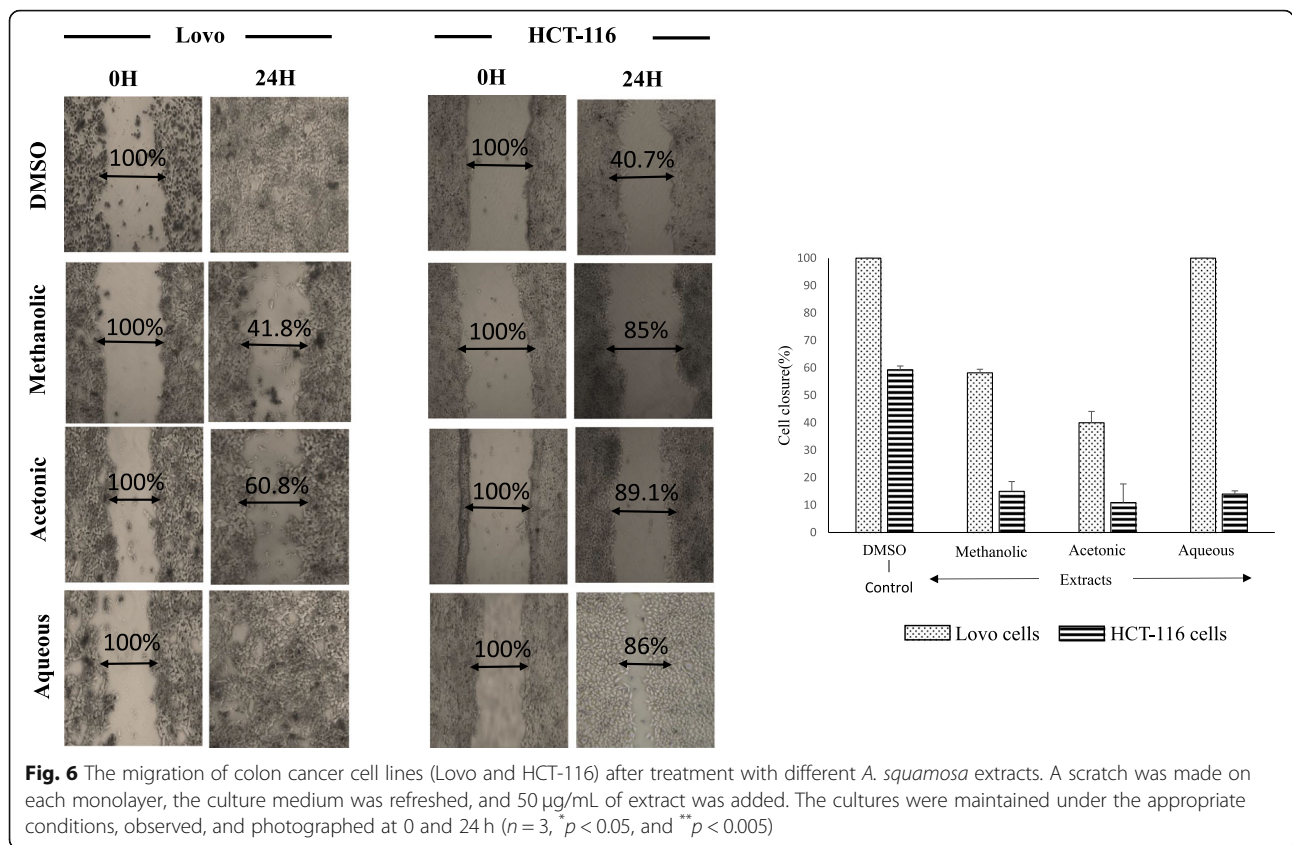 Lovo
HCT-116
0H 24H
0H 24H
DMSO
100%
100% 40.7%
Methanolic
100% 41.8%
100% 85%
Acetonic
100% 60.8%
100% 89.1%
Aqueous
100%
100% 86%
Cell closure(%)
100
90
80
70
60
50
40
30
20
10
0
DMSO Methanolic Acetonic Aqueous
Control
Extracts
Lovo cells HCT-116 cells
Fig. 6 The migration of colon cancer cell lines (Lovo and HCT-116) after treatment with different A. squamosa extracts. A scratch was made on
each monolayer, the culture medium was refreshed, and 50 μg/mL of extract was added. The cultures were maintained under the appropriate
conditions, observed, and photographed at 0 and 24 h (n = 3, *p < 0.05, and **p < 0.005)